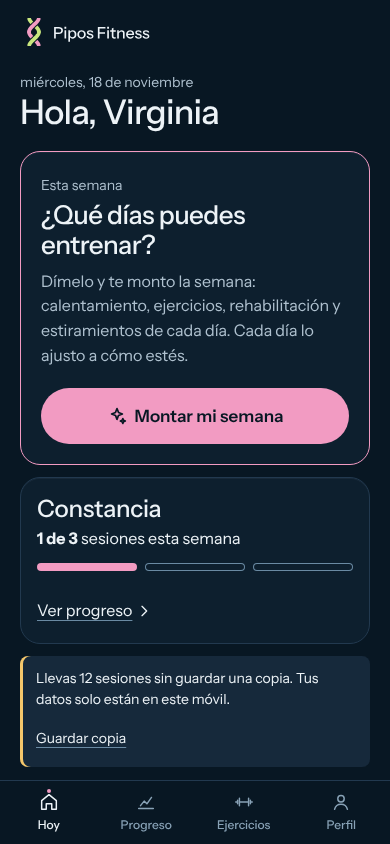 Pipos Fitness
miércoles, 18 de noviembre
Hola, Virginia
Esta semana
¿Qué días puedes
entrenar?
Dímelo y te monto la semana:
calentamiento, ejercicios, rehabilitación y
estiramientos de cada día. Cada día lo
ajusto a cómo estés.
Montar mi semana
Constancia
1 de 3 sesiones esta semana
Ver progreso
Llevas 12 sesiones sin guardar una copia. Tus
datos solo están en este móvil.
Guardar copia
Hoy
Progreso
Ejercicios
Perfil